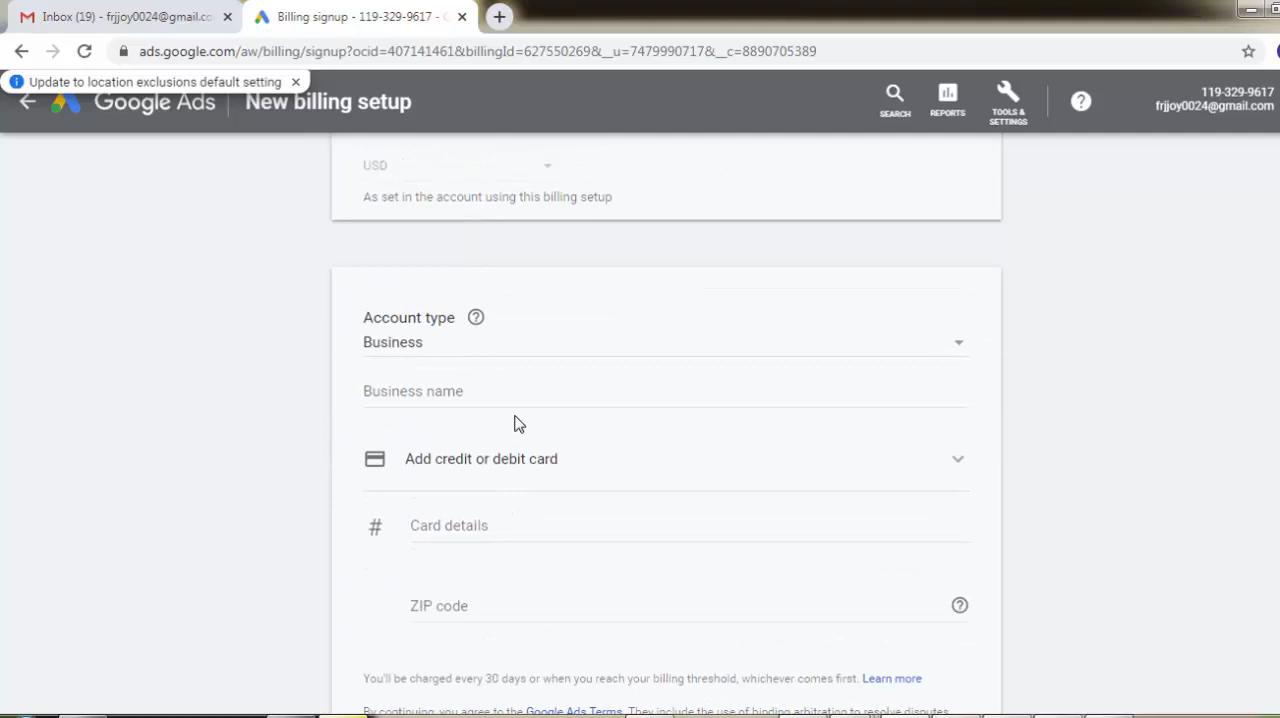 Inbox (19) - frjjoy0024@gmail.co
Billing signup - 119-329-9617 -
ads.google.com/aw/billing/signup?ocid=407141461&billingId=627550269&__u=7479990717&__c=8890705389
Update to location exclusions default setting
Google Ads
New billing setup
SEARCH
REPORTS
TOOLS & SETTINGS
119-329-9617
frjjoy0024@gmail.com
USD
As set in the account using this billing setup
Account type
Business
Business name
Add credit or debit card
# Card details
ZIP code
You'll be charged every 30 days or when you reach your billing threshold, whichever comes first. Learn more
By continuing, you agree to the Google Ads Terms. They include the use of binding arbitration to resolve disputes